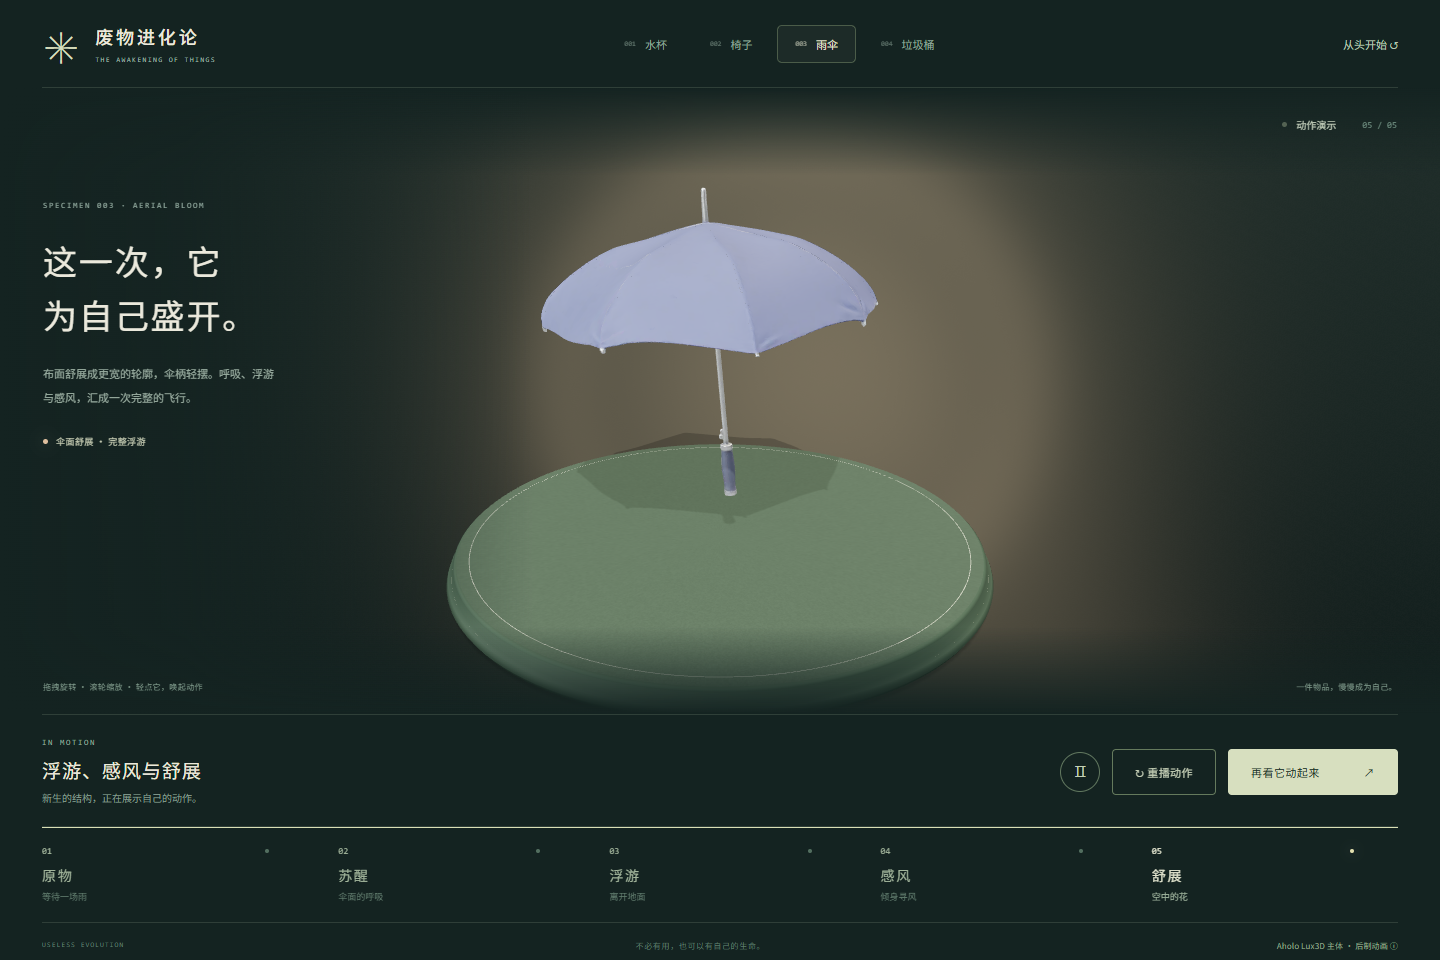 废物进化论
THE AWAKENING OF THINGS
001 水杯
002 椅子
003 雨伞
004 垃圾桶
从头开始 ↺
动作演示 05 / 05
SPECIMEN 003 · AERIAL BLOOM
这一次，它
为自己盛开。
布面舒展成更宽的轮廓，伞柄轻摆。呼吸、浮游
与感风，汇成一次完整的飞行。
伞面舒展 · 完整浮游
拖拽旋转 · 滚轮缩放 · 轻点它，唤起动作
一件物品，慢慢成为自己。
IN MOTION
浮游、感风与舒展
新生的结构，正在展示自己的动作。
↻ 重播动作
再看它动起来 ↗
01
原物
等待一场雨
02
苏醒
伞面的呼吸
03
浮游
离开地面
04
感风
倾身寻风
05
舒展
空中的花
USELESS EVOLUTION
不必有用，也可以有自己的生命。
Aholo Lux3D 主体 · 后制动画 ⓘ